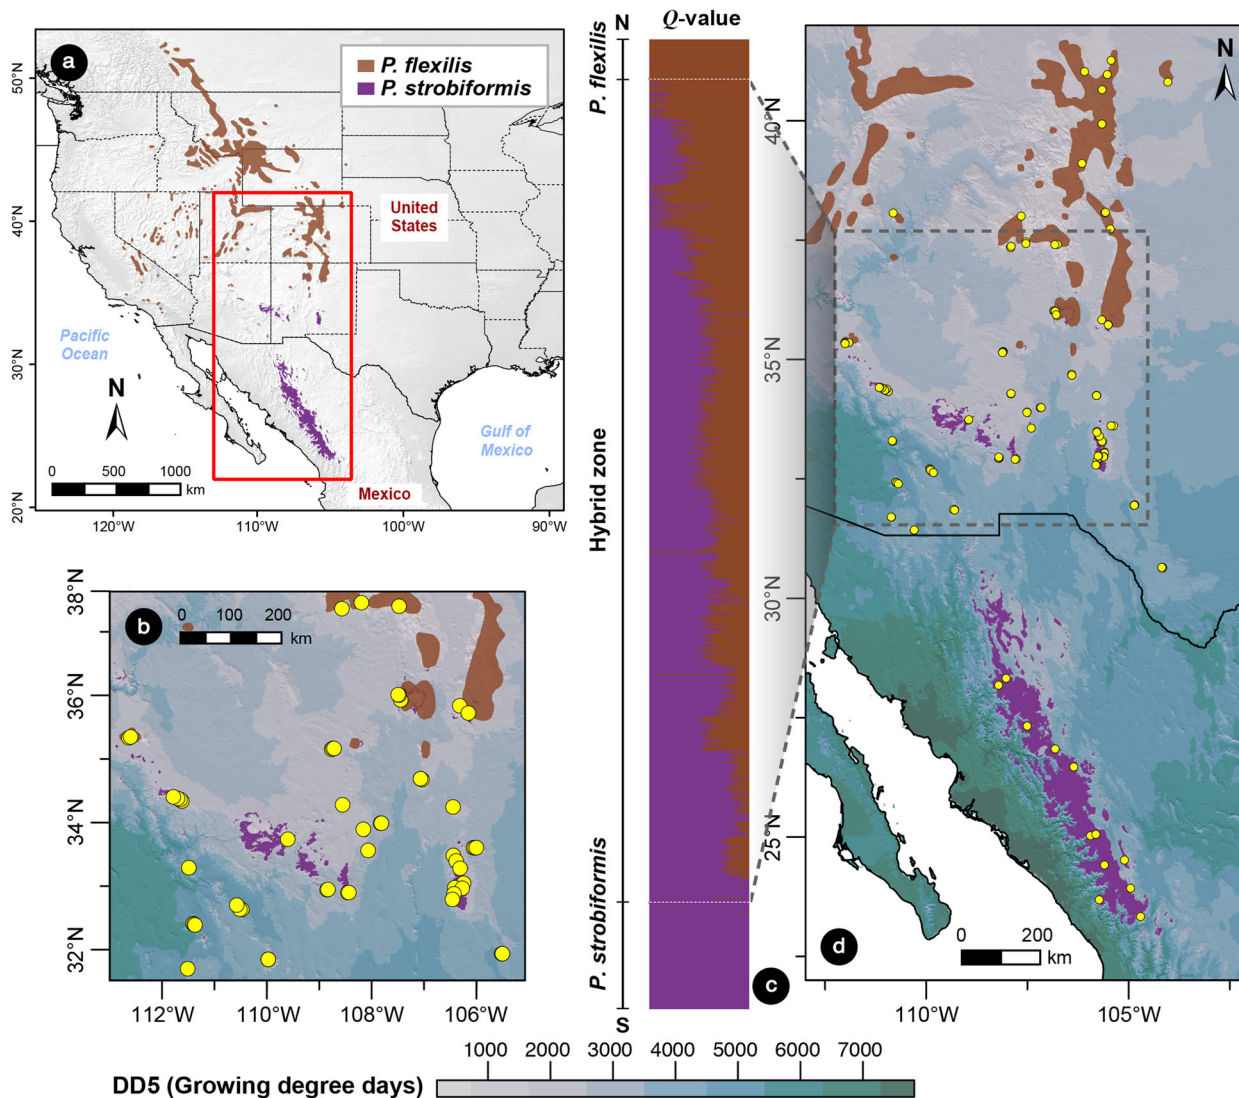 a
P. flexilis
P. strobiformis
50°N
40°N
30°N
20°N
United
States
Pacific
Ocean
N
Gulf of
Mexico
Mexico
0 500 1000
km
120°W 110°W 100°W 90°W
b
38°N
36°N
34°N
32°N
0 100 200
km
112°W 110°W 108°W 106°W
N
Q-value
P. flexilis
Hybrid zone
P. strobiformis
S
c
N
40°N
35°N
30°N
25°N
d
0 200
km
110°W 105°W
1000 2000 3000 4000 5000 6000 7000
DD5 (Growing degree days)